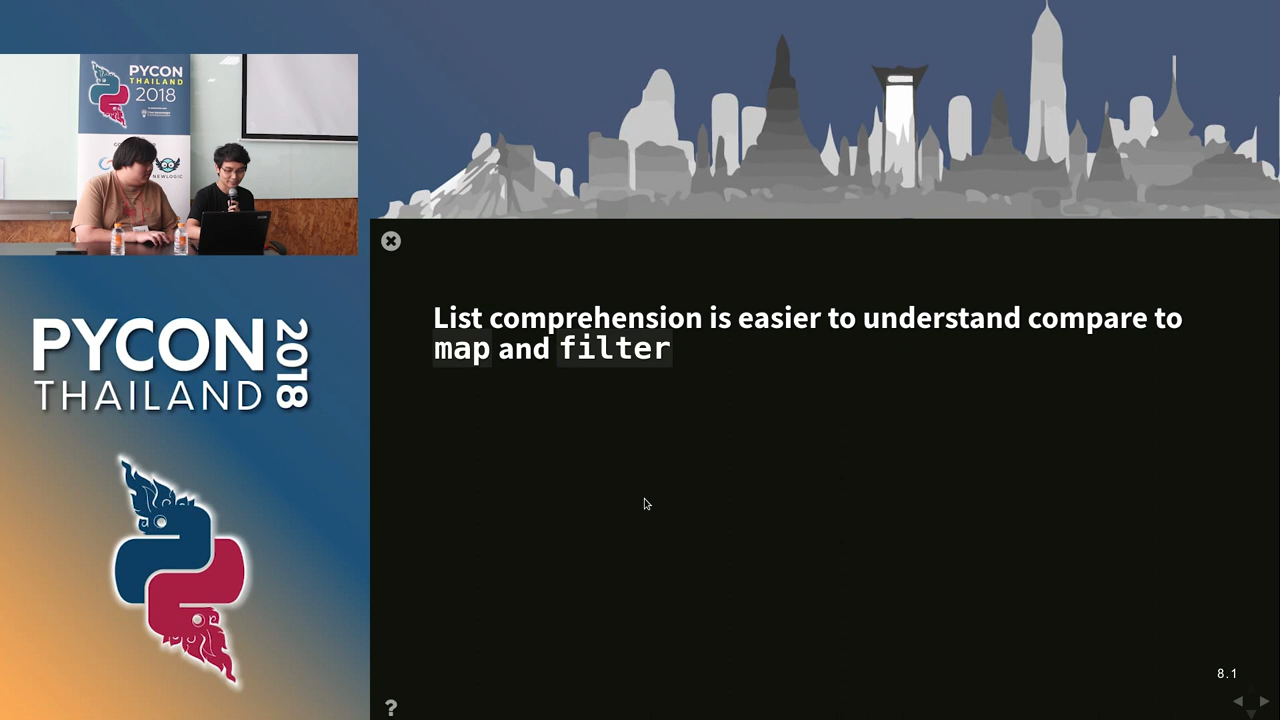 PYCON
THAILAND
2018
NEWLOGIC
List comprehension is easier to understand compare to
map and filter
PYCON 2018
THAILAND
8.1
?